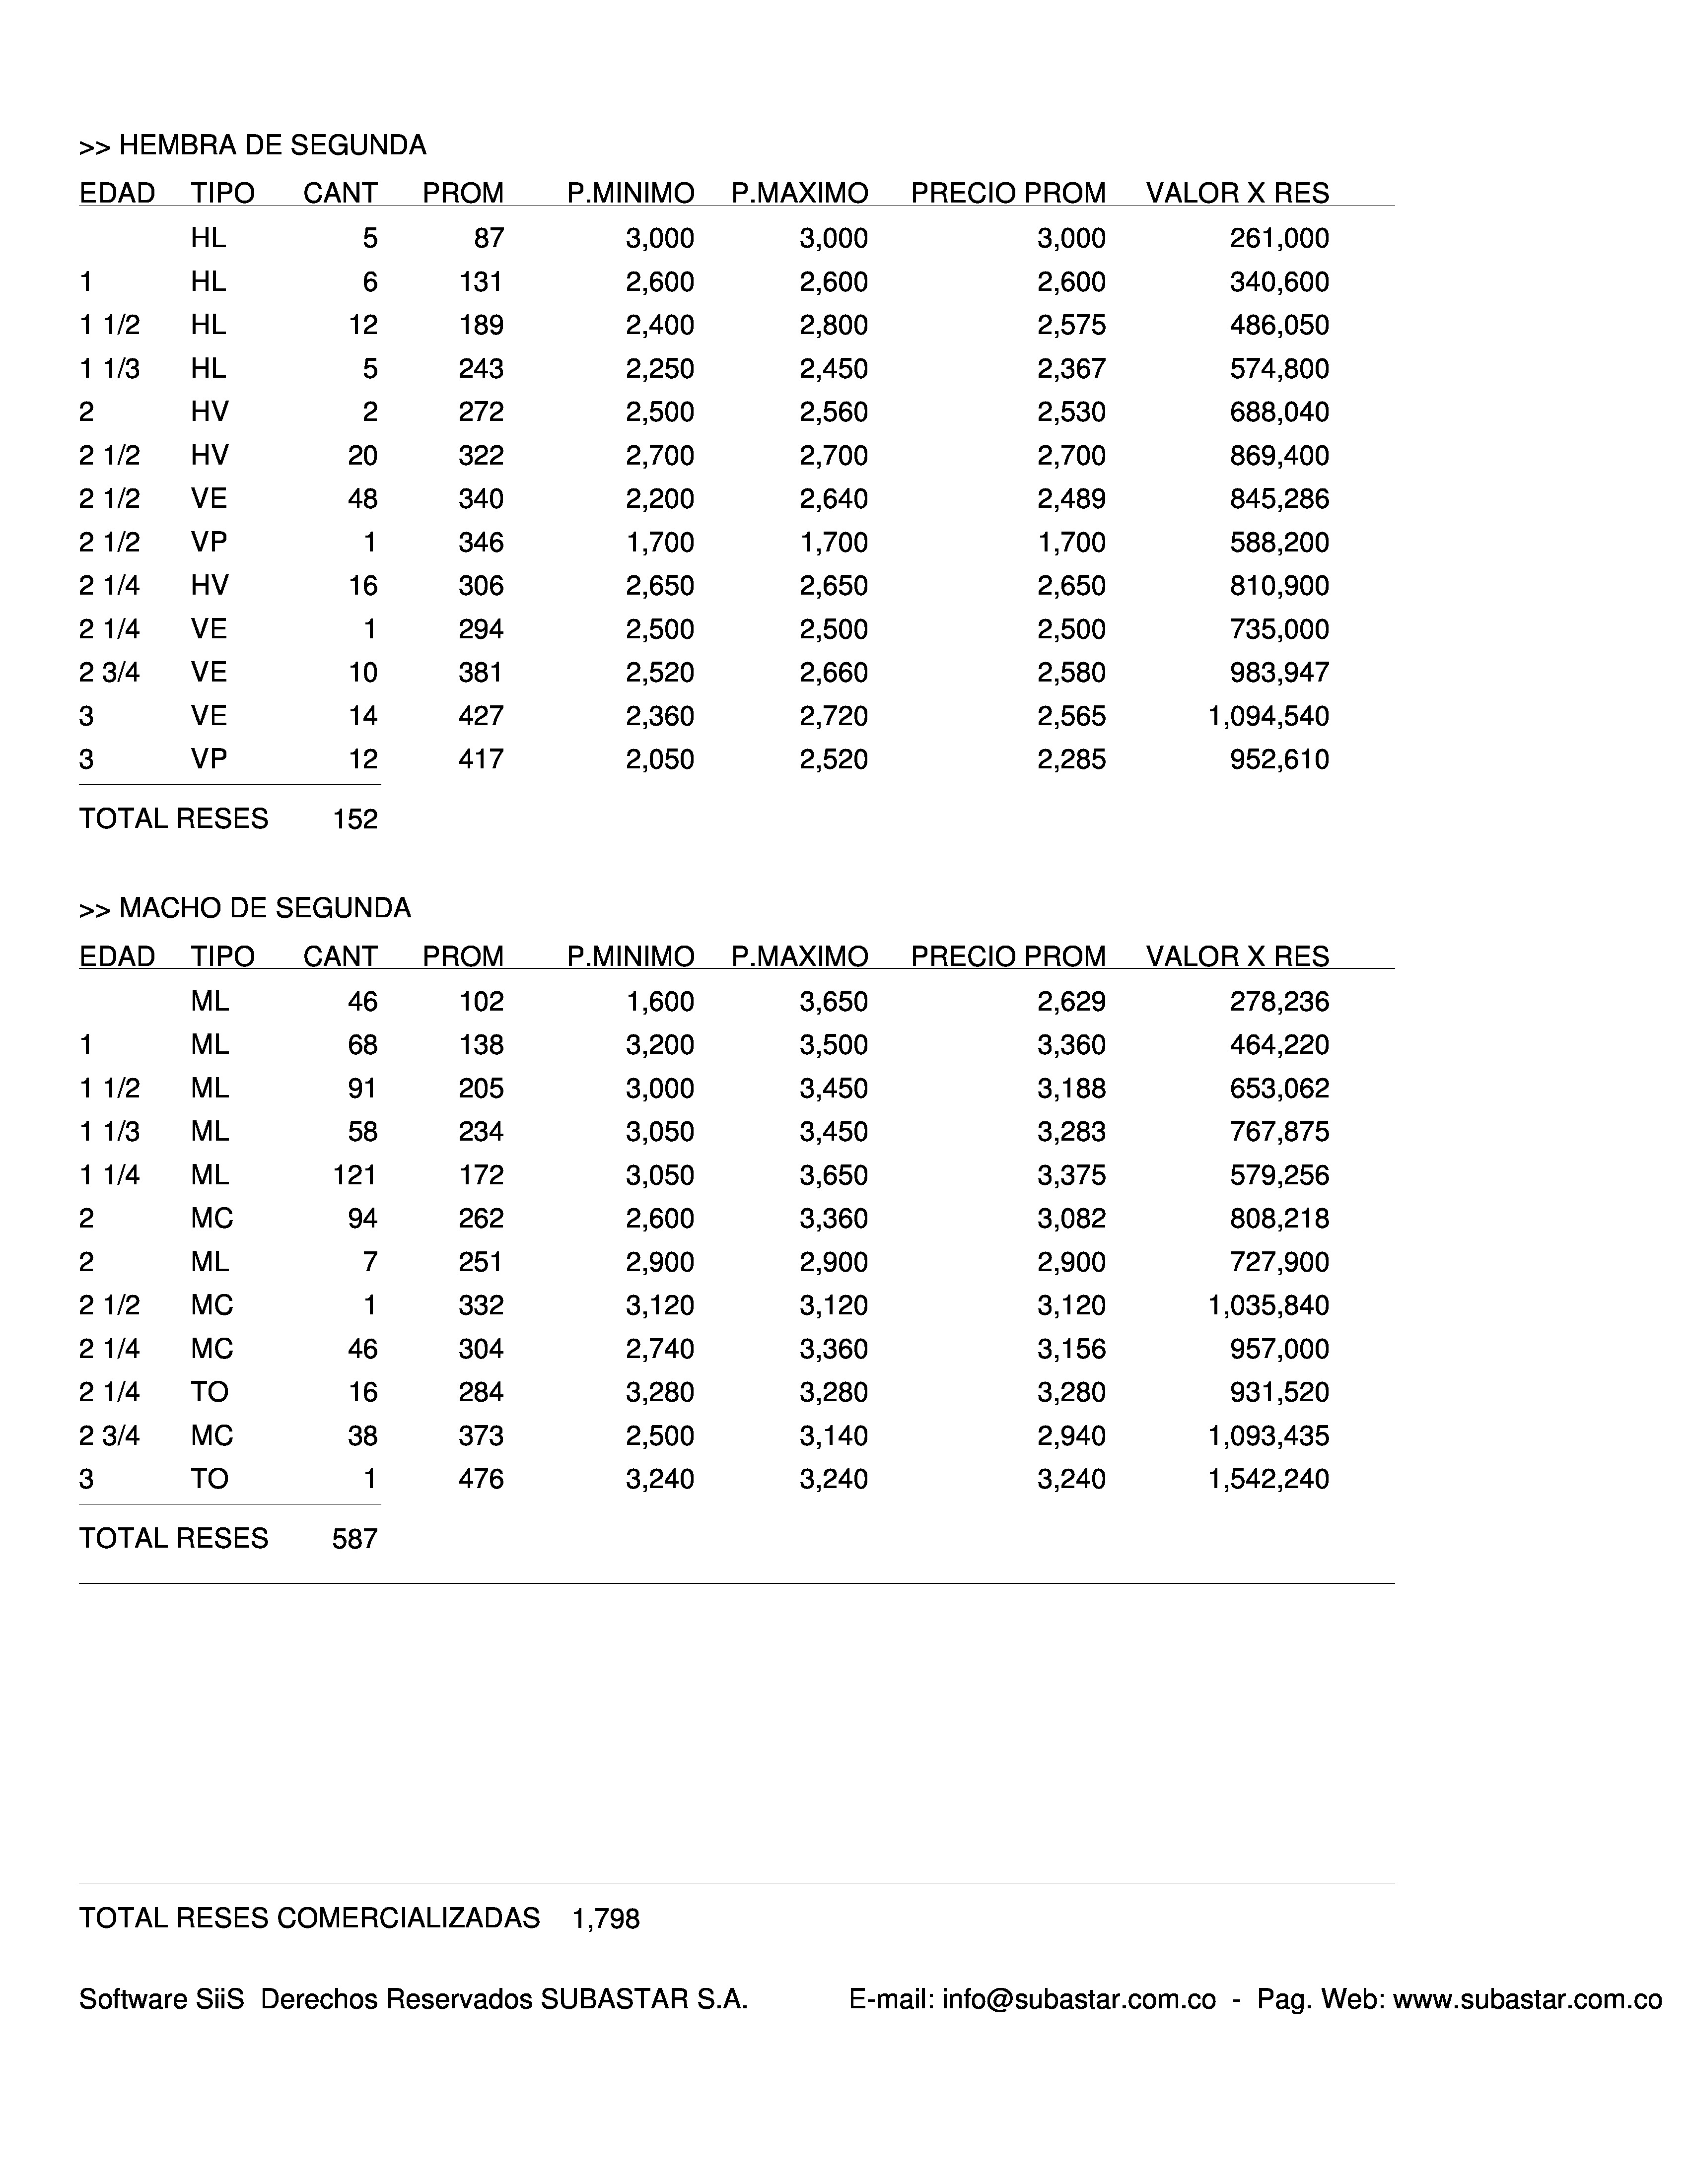 >> HEMBRA DE SEGUNDA
EDAD TIPO CANT PROM P.MINIMO P.MAXIMO PRECIO PROM VALOR X RES
HL 5 87 3,000 3,000 3,000 261,000
1 HL 6 131 2,600 2,600 2,600 340,600
1 1/2 HL 12 189 2,400 2,800 2,575 486,050
1 1/3 HL 5 243 2,250 2,450 2,367 574,800
2 HV 2 272 2,500 2,560 2,530 688,040
2 1/2 HV 20 322 2,700 2,700 2,700 869,400
2 1/2 VE 48 340 2,200 2,640 2,489 845,286
2 1/2 VP 1 346 1,700 1,700 1,700 588,200
2 1/4 HV 16 306 2,650 2,650 2,650 810,900
2 1/4 VE 1 294 2,500 2,500 2,500 735,000
2 3/4 VE 10 381 2,520 2,660 2,580 983,947
3 VE 14 427 2,360 2,720 2,565 1,094,540
3 VP 12 417 2,050 2,520 2,285 952,610
TOTAL RESES 152
>> MACHO DE SEGUNDA
EDAD TIPO CANT PROM P.MINIMO P.MAXIMO PRECIO PROM VALOR X RES
ML 46 102 1,600 3,650 2,629 278,236
1 ML 68 138 3,200 3,500 3,360 464,220
1 1/2 ML 91 205 3,000 3,450 3,188 653,062
1 1/3 ML 58 234 3,050 3,450 3,283 767,875
1 1/4 ML 121 172 3,050 3,650 3,375 579,256
2 MC 94 262 2,600 3,360 3,082 808,218
2 ML 7 251 2,900 2,900 2,900 727,900
2 1/2 MC 1 332 3,120 3,120 3,120 1,035,840
2 1/4 MC 46 304 2,740 3,360 3,156 957,000
2 1/4 TO 16 284 3,280 3,280 3,280 931,520
2 3/4 MC 38 373 2,500 3,140 2,940 1,093,435
3 TO 1 476 3,240 3,240 3,240 1,542,240
TOTAL RESES 587
TOTAL RESES COMERCIALIZADAS 1,798
Software SiiS Derechos Reservados SUBASTAR S.A. E-mail: info@subastar.com.co - Pag. Web: www.subastar.com.co